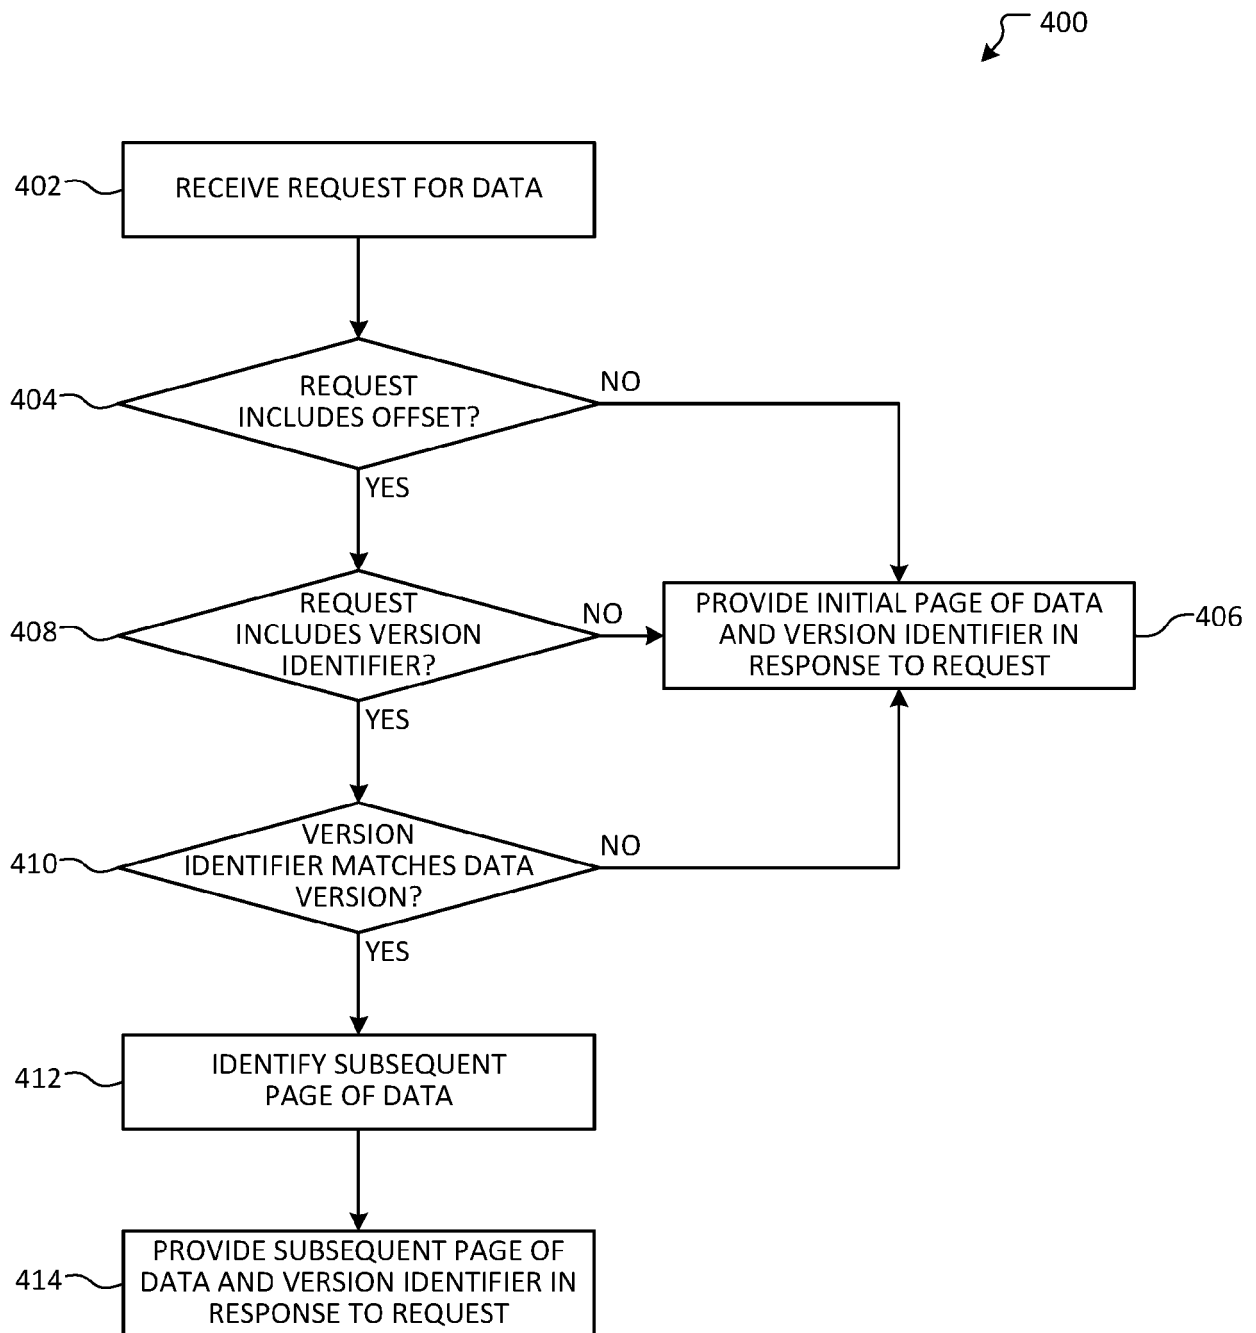 400
402
RECEIVE REQUEST FOR DATA
404
REQUEST
INCLUDES OFFSET?
NO
YES
408
REQUEST
INCLUDES VERSION
IDENTIFIER?
NO
YES
PROVIDE INITIAL PAGE OF DATA
AND VERSION IDENTIFIER IN
RESPONSE TO REQUEST
406
410
VERSION
IDENTIFIER MATCHES DATA
VERSION?
NO
YES
412
IDENTIFY SUBSEQUENT
PAGE OF DATA
414
PROVIDE SUBSEQUENT PAGE OF
DATA AND VERSION IDENTIFIER IN
RESPONSE TO REQUEST